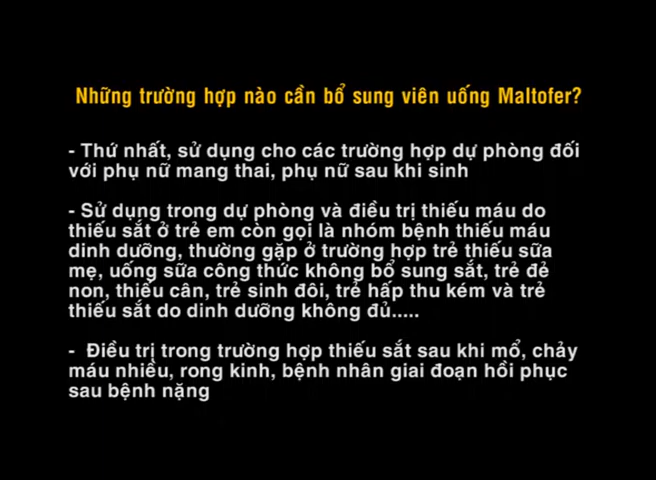 Những trường hợp nào cần bổ sung viên uống Maltofer?
- Thứ nhất, sử dụng cho các trường hợp dự phòng đối
với phụ nữ mang thai, phụ nữ sau khi sinh
- Sử dụng trong dự phòng và điều trị thiếu máu do
thiếu sắt ở trẻ em còn gọi là nhóm bệnh thiếu máu
dinh dưỡng, thường gặp ở trường hợp trẻ thiếu sữa
mẹ, uống sữa công thức không bổ sung sắt, trẻ đẻ
non, thiếu cân, trẻ sinh đôi, trẻ hấp thu kém và trẻ
thiếu sắt do dinh dưỡng không đủ.....
- Điều trị trong trường hợp thiếu sắt sau khi mổ, chảy
máu nhiều, rong kinh, bệnh nhân giai đoạn hồi phục
sau bệnh nặng